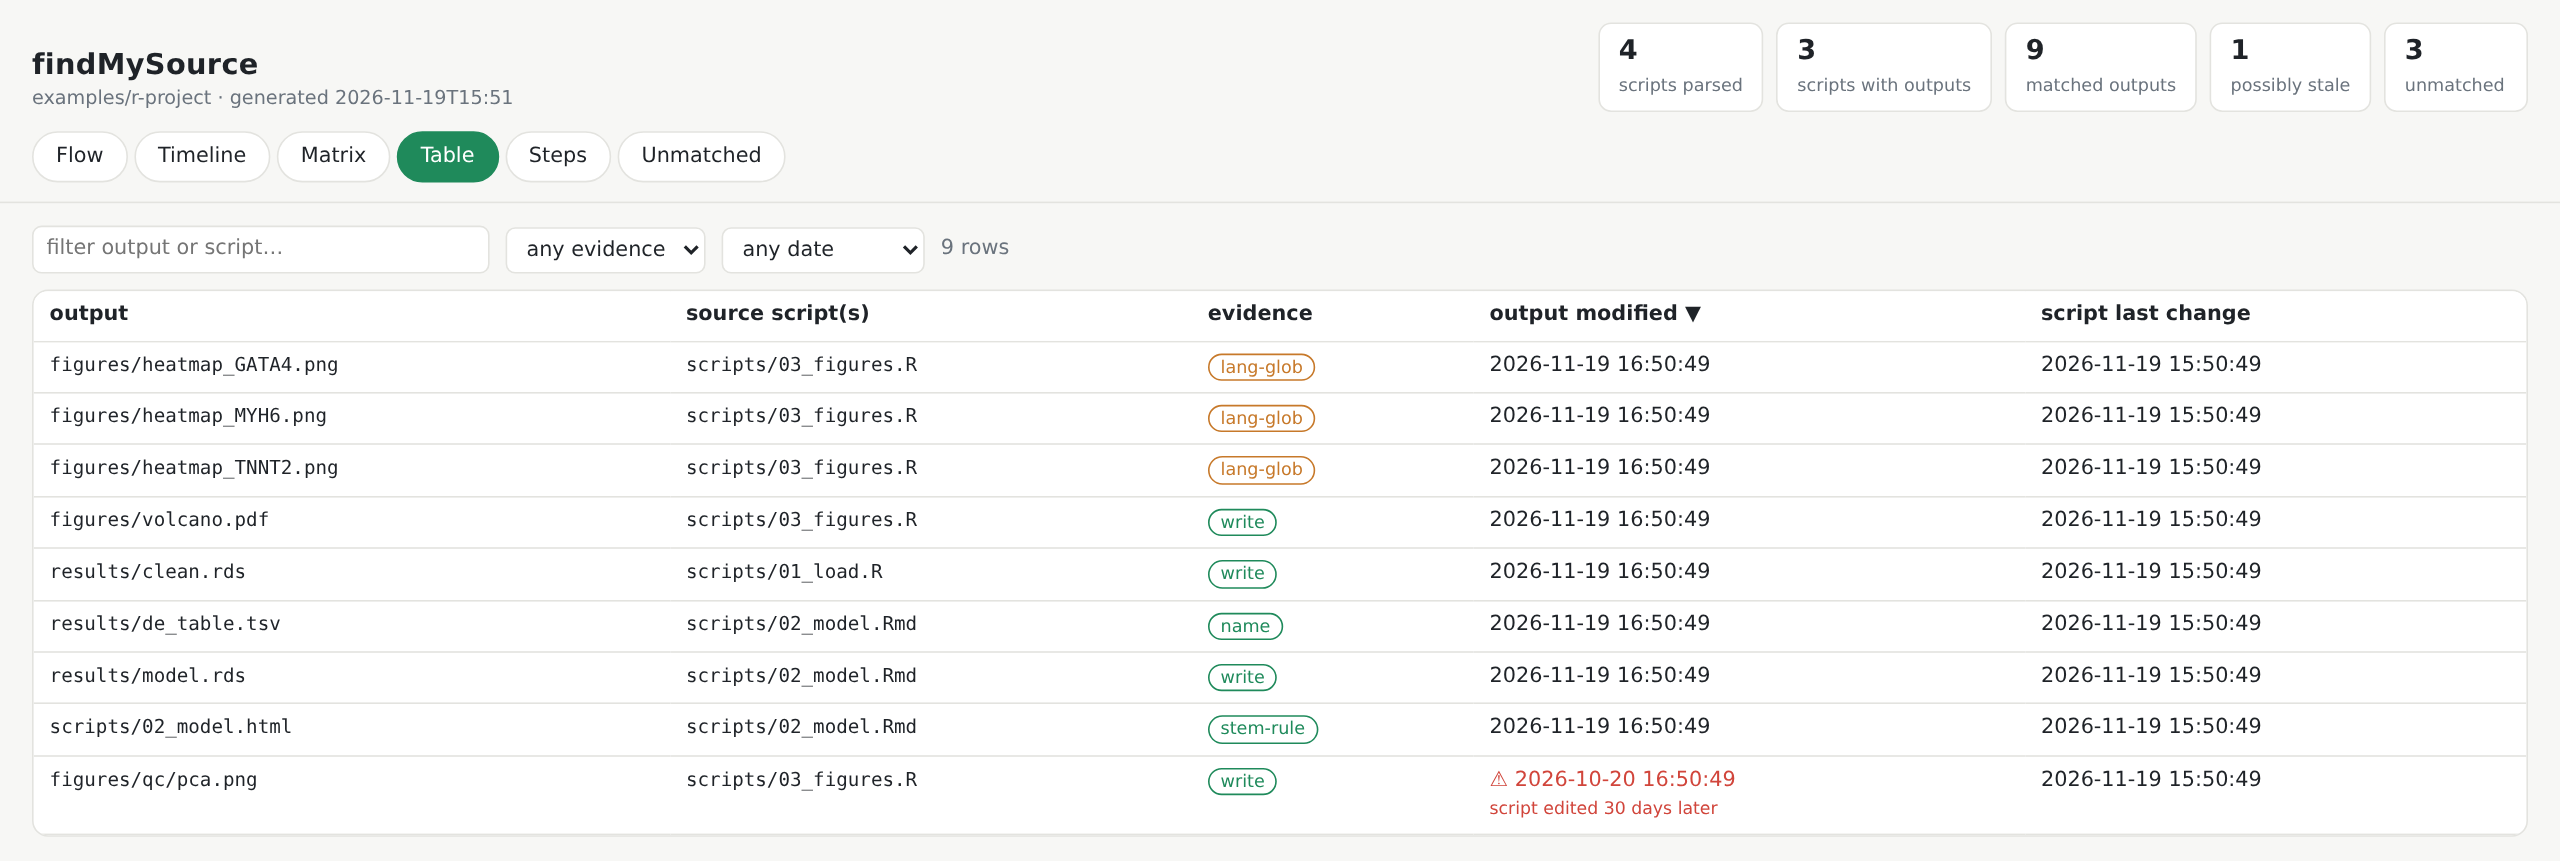 findMySource
examples/r-project · generated 2026-11-19T15:51
4
scripts parsed
3
scripts with outputs
9
matched outputs
1
possibly stale
3
unmatched
Flow Timeline Matrix Table Steps Unmatched
filter output or script... any evidence any date 9 rows
output source script(s) evidence output modified ▼ script last change
figures/heatmap_GATA4.png scripts/03_figures.R lang-glob 2026-11-19 16:50:49 2026-11-19 15:50:49
figures/heatmap_MYH6.png scripts/03_figures.R lang-glob 2026-11-19 16:50:49 2026-11-19 15:50:49
figures/heatmap_TNNT2.png scripts/03_figures.R lang-glob 2026-11-19 16:50:49 2026-11-19 15:50:49
figures/volcano.pdf scripts/03_figures.R write 2026-11-19 16:50:49 2026-11-19 15:50:49
results/clean.rds scripts/01_load.R write 2026-11-19 16:50:49 2026-11-19 15:50:49
results/de_table.tsv scripts/02_model.Rmd name 2026-11-19 16:50:49 2026-11-19 15:50:49
results/model.rds scripts/02_model.Rmd write 2026-11-19 16:50:49 2026-11-19 15:50:49
scripts/02_model.html scripts/02_model.Rmd stem-rule 2026-11-19 16:50:49 2026-11-19 15:50:49
figures/qc/pca.png scripts/03_figures.R write ⚠ 2026-10-20 16:50:49 2026-11-19 15:50:49
script edited 30 days later